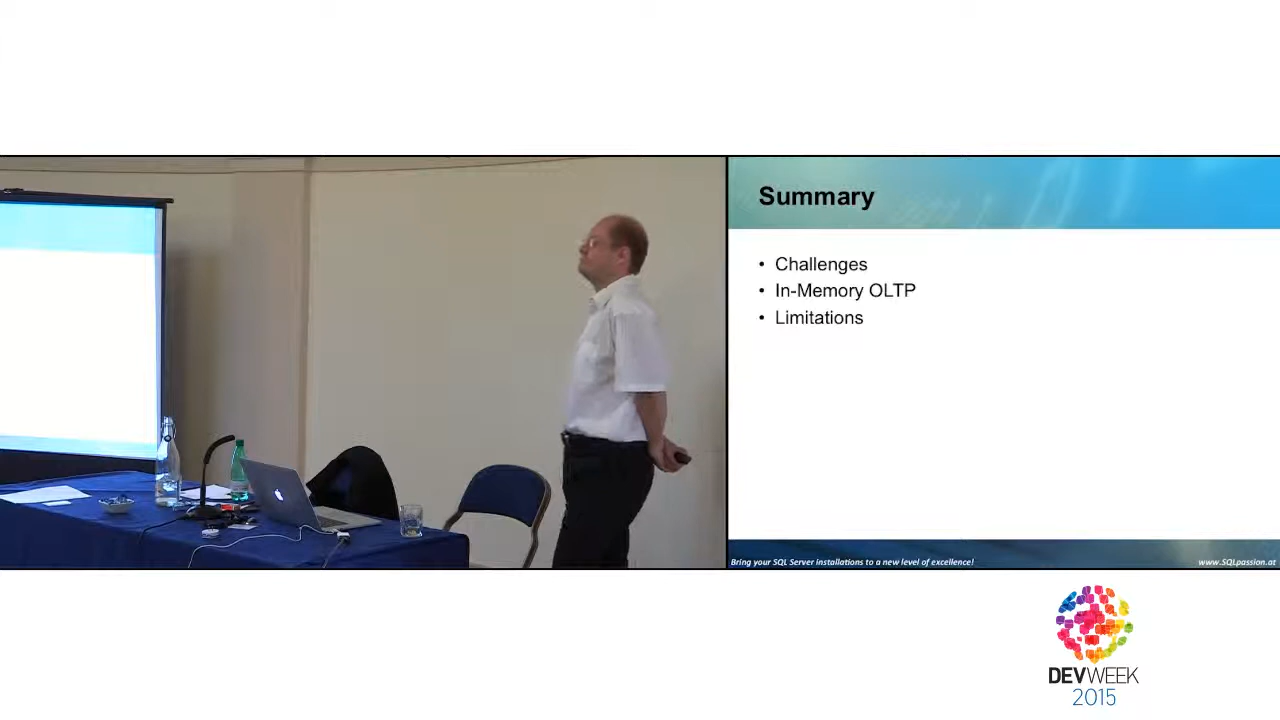 Summary
• Challenges
• In-Memory OLTP
• Limitations
Bring your SQL Server installations to a new level of excellence!
www.SQLpassion.at
DEVWEEK
2015